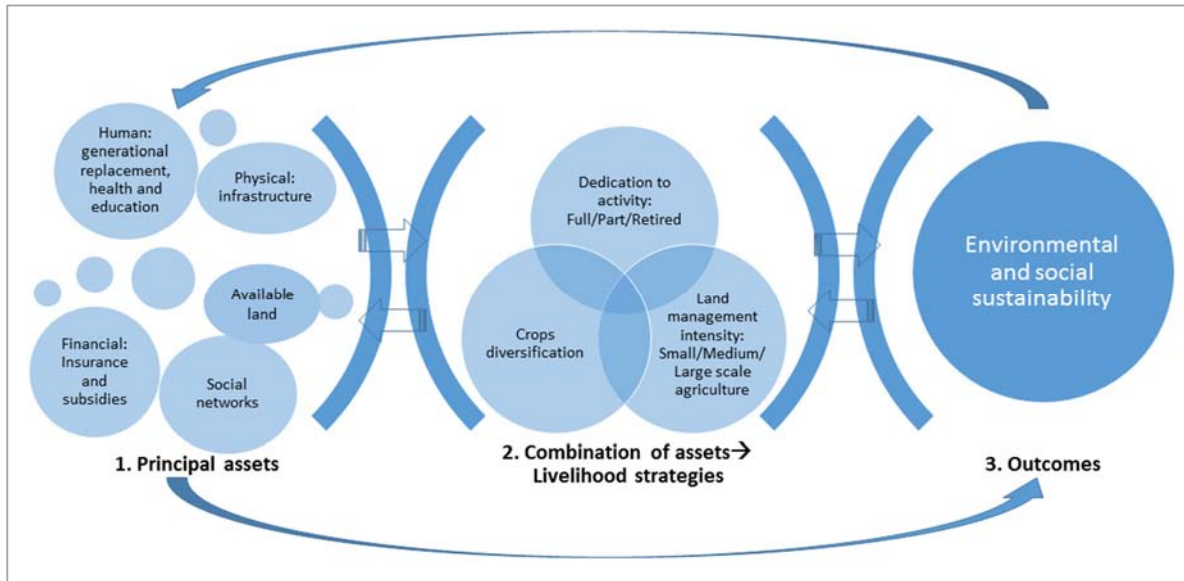 Human:
generational
replacement,
health and
education
Physical:
infrastructure
Available
land
Financial:
Insurance
and
subsidies
Social
networks
1. Principal assets
Dedication to
activity:
Full/Part/Retired
Crops
diversification
Land
management
intensity:
Small/Medium/
Large scale
agriculture
2. Combination of assets→
Livelihood strategies
Environmental
and social
sustainability
3. Outcomes